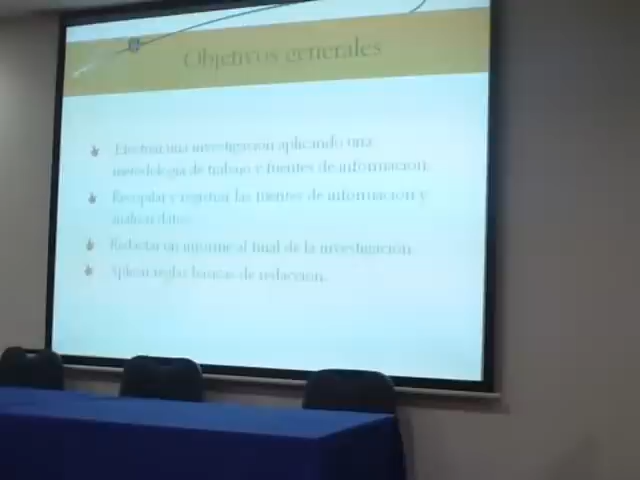 Objetivos generales
Efectuar una investigación aplicando una
metodología de trabajo y fuentes de información.
Recopilar y registrar las fuentes de información y
analizar datos.
Redactar un informe al final de la investigación.
Aplicar reglas básicas de redacción.